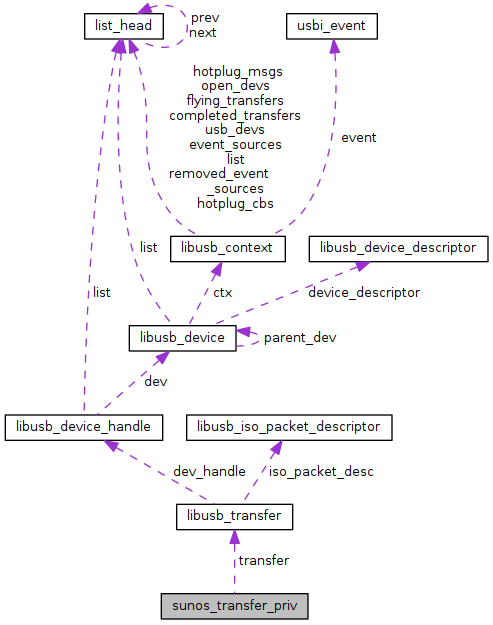 list_head
prev
next
usbi_event
hotplug_msgs
open_devs
flying_transfers
completed_transfers
usb_devs
event_sources
list
removed_event
_sources
hotplug_cbs
event
list
libusb_context
libusb_device_descriptor
list
ctx
device_descriptor
libusb_device
parent_dev
dev
libusb_device_handle
libusb_iso_packet_descriptor
dev_handle
iso_packet_desc
libusb_transfer
transfer
sunos_transfer_priv